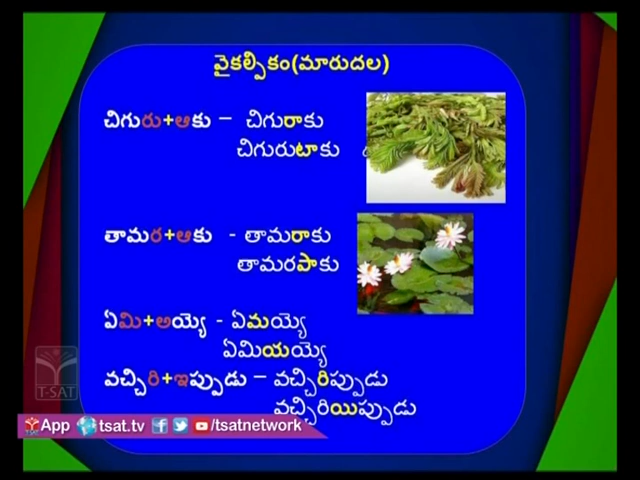 వైకల్పికం(మారుదల)
చిగురు+ఆకు – చిగురాకు
చిగురుటాకు
తామర+ఆకు - తామరాకు
తామరపాకు
ఏమి+అయ్యె - ఏమయ్యె
ఏమియయ్యె
వచ్చిరి+ఇప్పుడు – వచ్చిరిప్పుడు
వచ్చిరియిప్పుడు
T-SAT
App tsat.tv /tsatnetwork